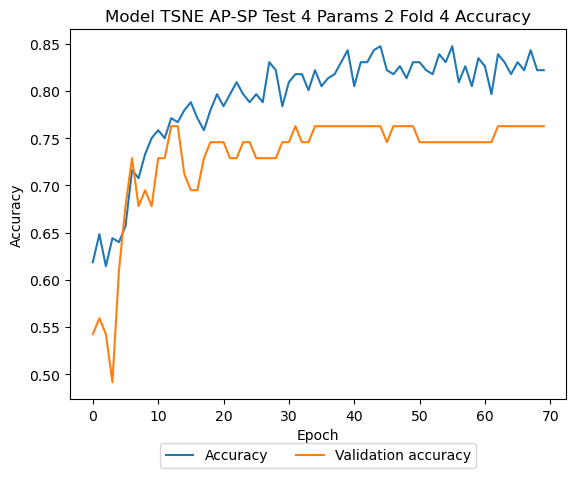 Model TSNE AP-SP Test 4 Params 2 Fold 4 Accuracy
0.85
0.80
0.75
0.70
0.65
0.60
0.55
0.50
Accuracy
0 10 20 30 40 50 60 70
Epoch
Accuracy Validation accuracy